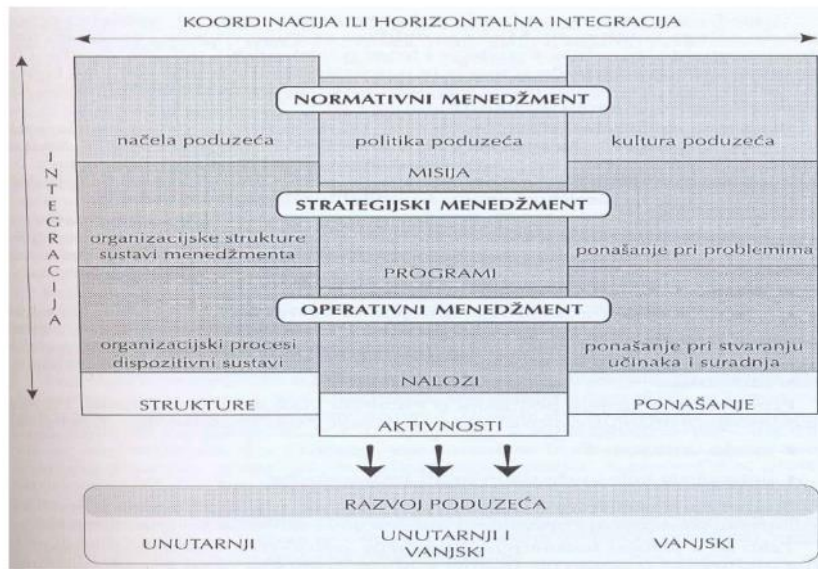 KOORDINACIJA ILI HORIZONTALNA INTEGRACIJA
INTEGRACIJA
NORMATIVNI MENEDŽMENT
načela poduzeća
politika poduzeća
kultura poduzeća
MISIJA
STRATEGIJSKI MENEDŽMENT
organizacijske strukture
sustavi menedžmenta
ponašanje pri problemima
PROGRAMI
OPERATIVNI MENEDŽMENT
organizacijski procesi
dispozitivni sustavi
ponašanje pri stvaranju
učinaka i suradnja
NALOZI
STRUKTURE
AKTIVNOSTI
PONAŠANJE
RAZVOJ PODUZEĆA
UNUTARNJI
UNUTARNJI I
VANJSKI
VANJSKI